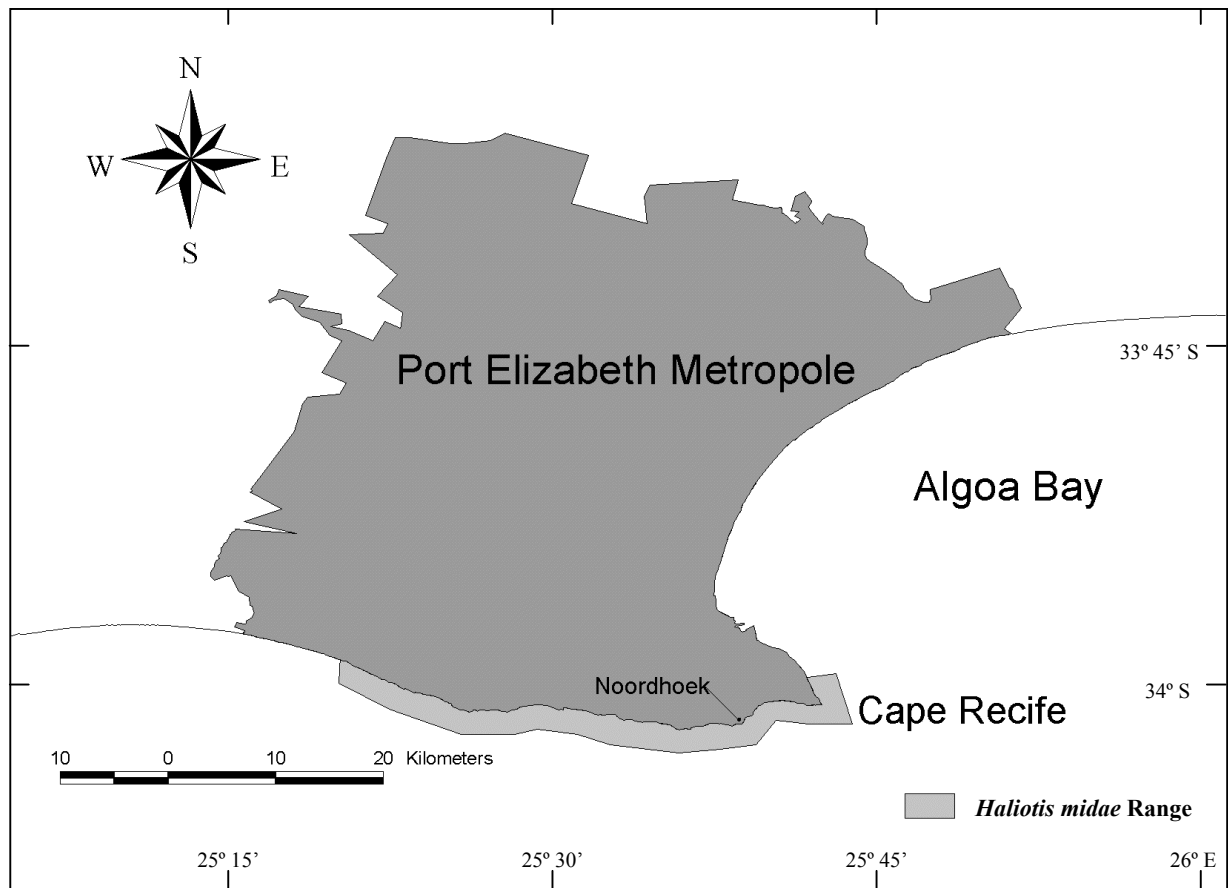 N
W
E
S
33º 45’ S
Port Elizabeth Metropole
Algoa Bay
Noordhoek
34º S
Cape Recife
10 0 10 20 Kilometers
Haliotis midae Range
25º 15’
25º 30’
25º 45’
26º E